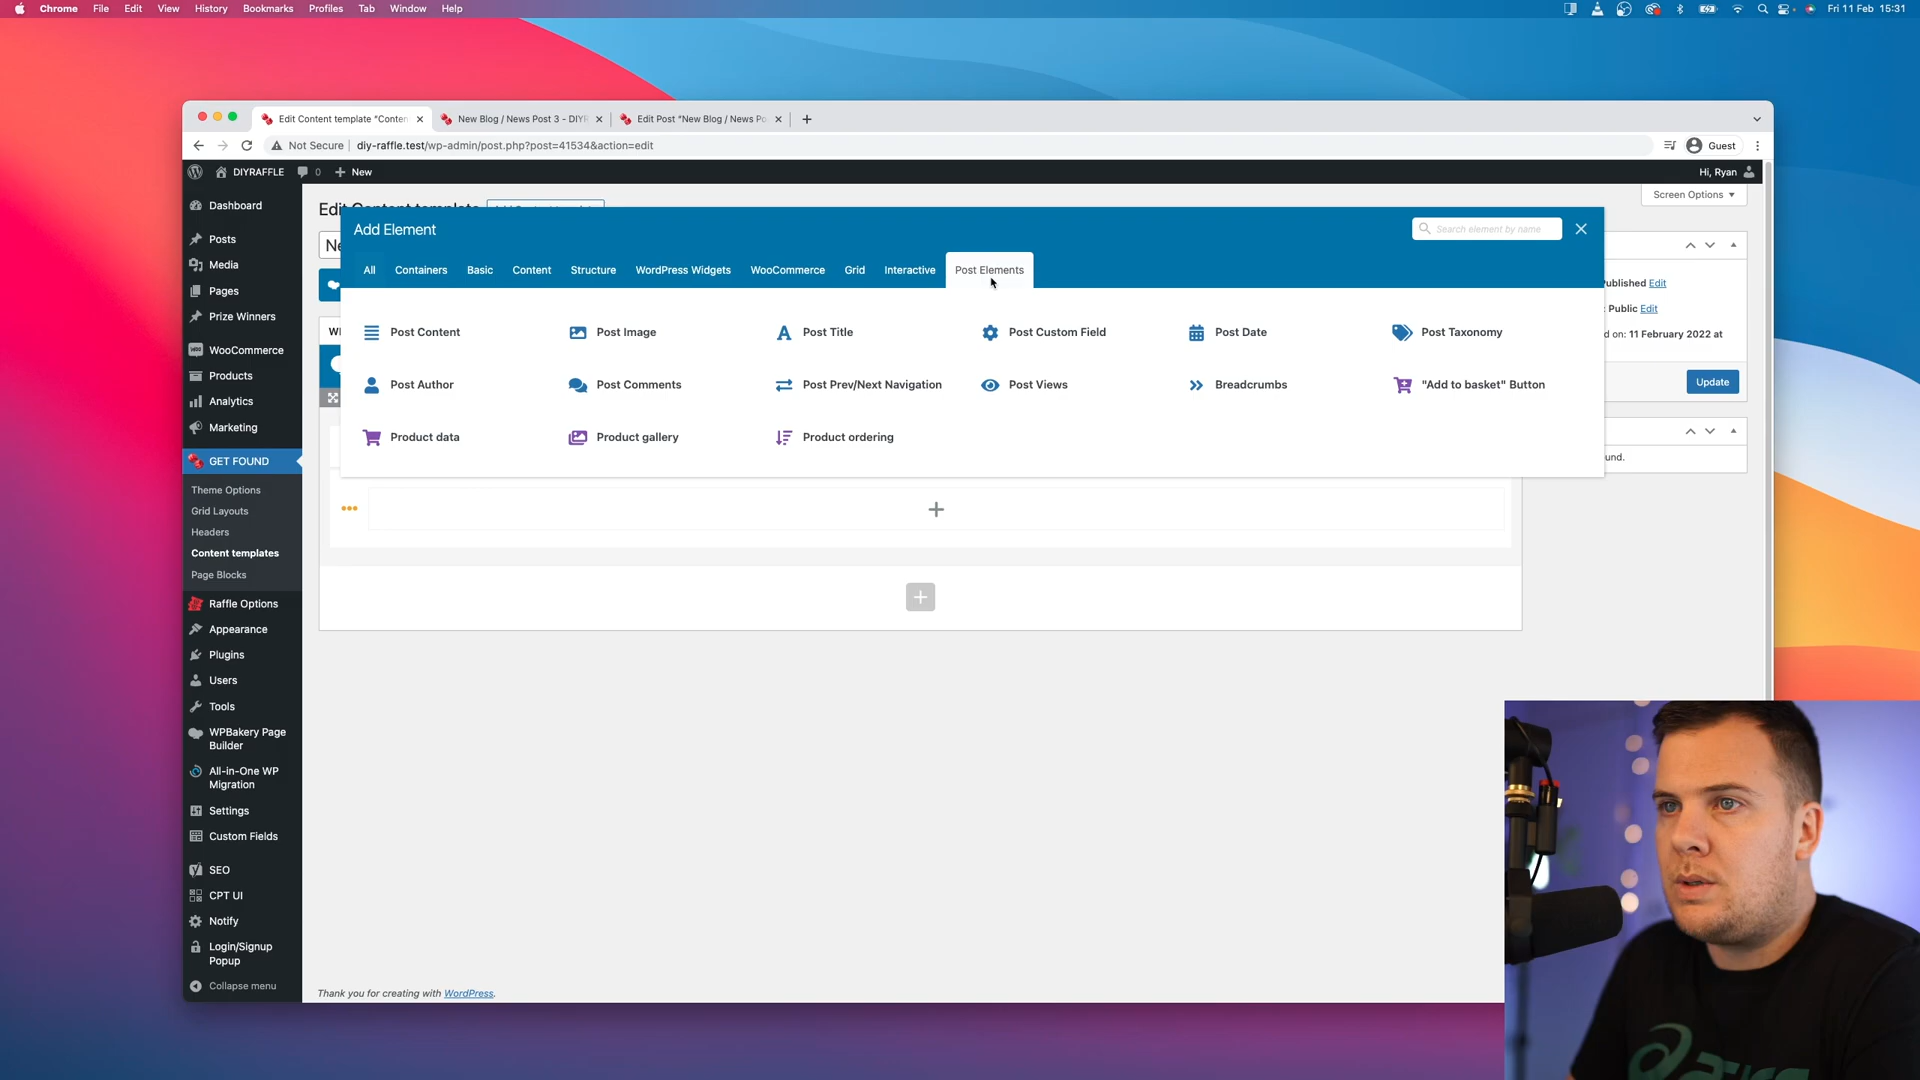 Chrome File Edit View History Bookmarks Profiles Tab Window Help
Fri 11 Feb 15:31
Edit Content template "Conten
New Blog / News Post 3 - DIYR
Edit Post "New Blog / News Po
Not Secure diy-raffle.test/wp-admin/post.php?post=41534&action=edit
Guest
DIYRAFFLE 0 New
Hi, Ryan
Screen Options
Dashboard
Posts
Media
Pages
Prize Winners
WooCommerce
Products
Analytics
Marketing
GET FOUND
Theme Options
Grid Layouts
Headers
Content templates
Page Blocks
Raffle Options
Appearance
Plugins
Users
Tools
WPBakery Page
Builder
All-in-One WP
Migration
Settings
Custom Fields
SEO
CPT UI
Notify
Login/Signup
Popup
Collapse menu
Add Element
Search element by name
All Containers Basic Content Structure WordPress Widgets WooCommerce Grid Interactive Post Elements
Post Content Post Image Post Title Post Custom Field Post Date Post Taxonomy
Post Author Post Comments Post Prev/Next Navigation Post Views Breadcrumbs "Add to basket" Button
Product data Product gallery Product ordering
Published Edit
: Public Edit
d on: 11 February 2022 at
Update
und.
Thank you for creating with WordPress.
asics